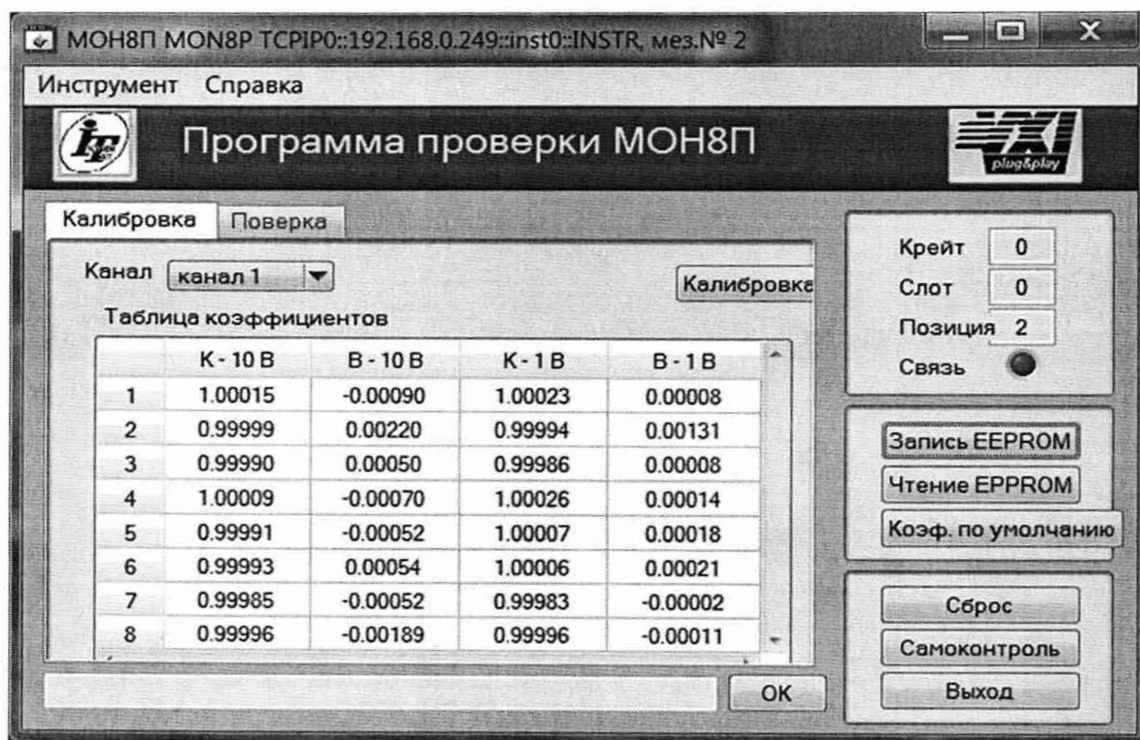 МОН8П MON8P TCPIP0::192.168.0.249::inst0::INSTR, мез.№ 2
Инструмент Справка
Программа проверки МОН8П
plug&play
Калибровка Поверка
Канал канал 1 Калибровка
Таблица коэффициентов
К - 10 В В - 10 В К - 1 В В - 1 В
1 1.00015 -0.00090 1.00023 0.00008
2 0.99999 0.00220 0.99994 0.00131
3 0.99990 0.00050 0.99986 0.00008
4 1.00009 -0.00070 1.00026 0.00014
5 0.99991 -0.00052 1.00007 0.00018
6 0.99993 0.00054 1.00006 0.00021
7 0.99985 -0.00052 0.99983 -0.00002
8 0.99996 -0.00189 0.99996 -0.00011
OK
Крейт 0
Слот 0
Позиция 2
Связь
Запись EEPROM
Чтение EPPROM
Коэф. по умолчанию
Сброс
Самоконтроль
Выход